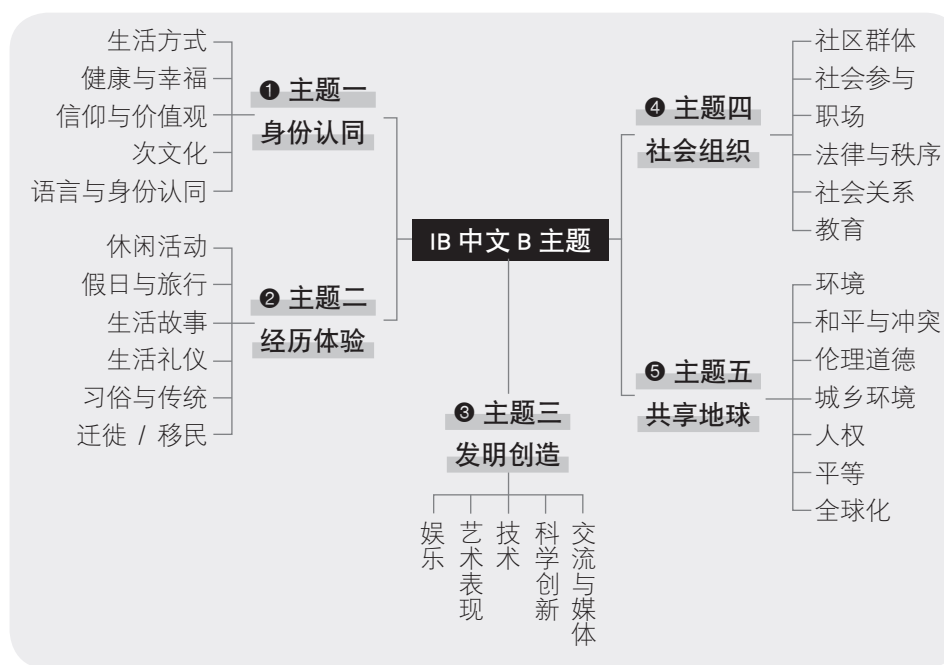 IB 中文 B 主题
❶ 主题一
身份认同
生活方式
健康与幸福
信仰与价值观
次文化
语言与身份认同
❷ 主题二
经历体验
休闲活动
假日与旅行
生活故事
生活礼仪
习俗与传统
迁徙 / 移民
❸ 主题三
发明创造
娱乐
艺术表现
技术
科学创新
交流与媒体
❹ 主题四
社会组织
社区群体
社会参与
职场
法律与秩序
社会关系
教育
❺ 主题五
共享地球
环境
和平与冲突
伦理道德
城乡环境
人权
平等
全球化